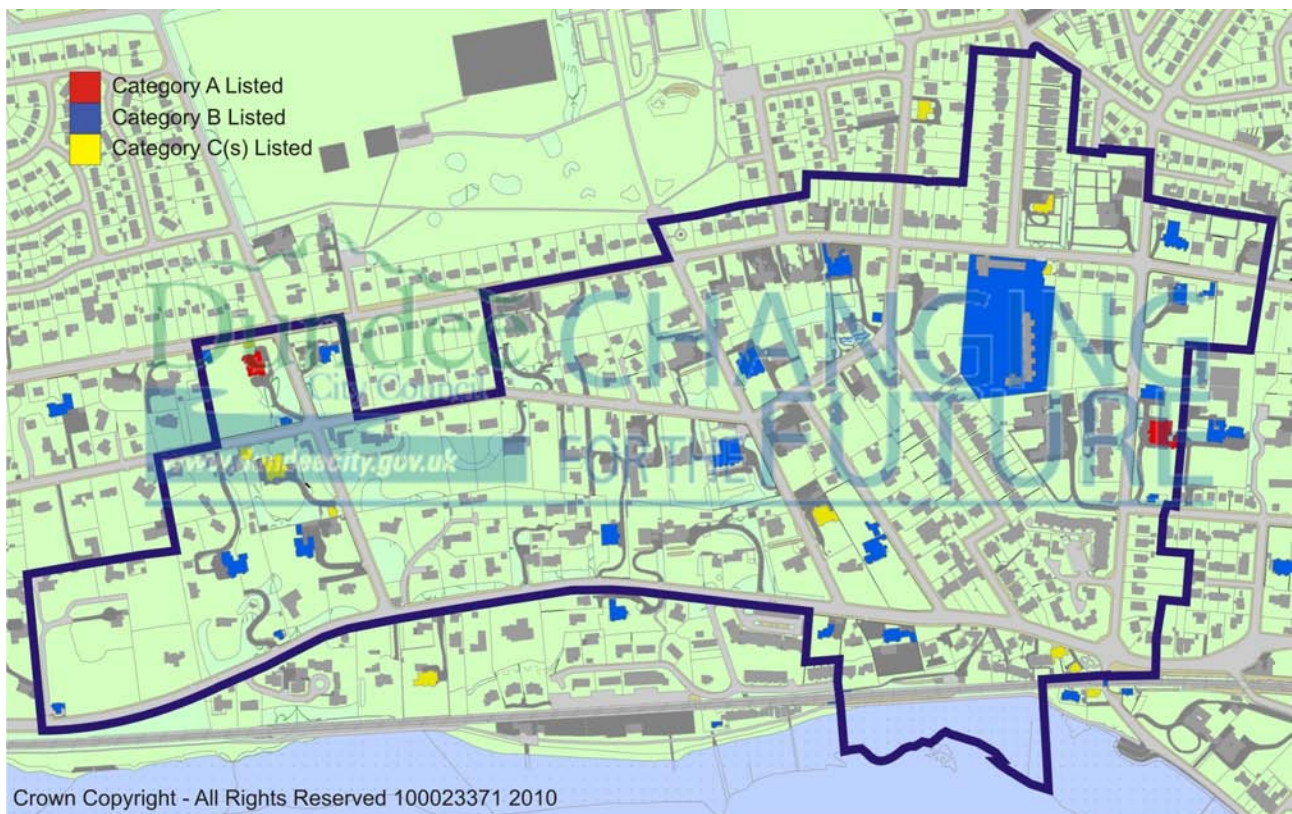 Category A Listed
Category B Listed
Category C(s) Listed
Dundee
City Council
CHANGING
FOR THE FUTURE
www.dundeecity.gov.uk
Crown Copyright - All Rights Reserved 100023371 2010